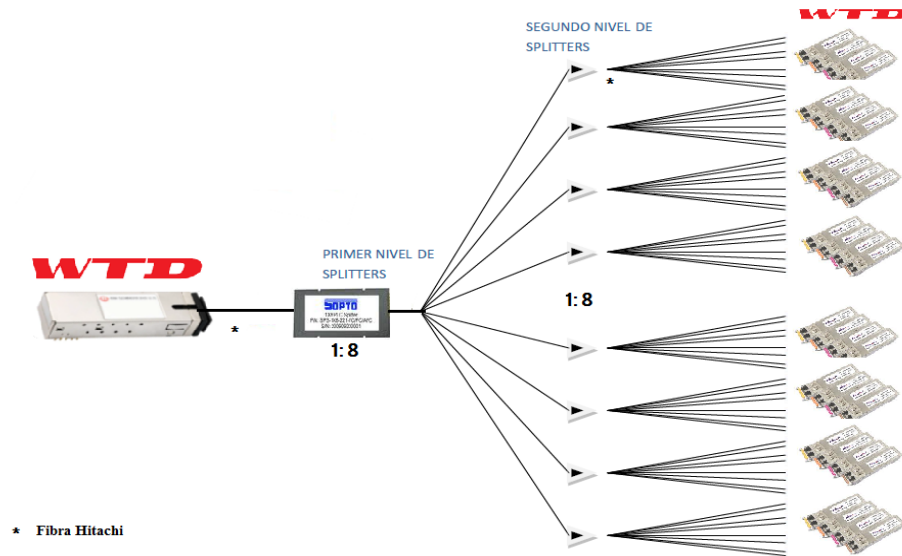 SEGUNDO NIVEL DE
SPLITTERS
WTD
*
PRIMER NIVEL DE
SPLITTERS
WTD
SOPTO
1: 8
1: 8
*
* Fibra Hitachi